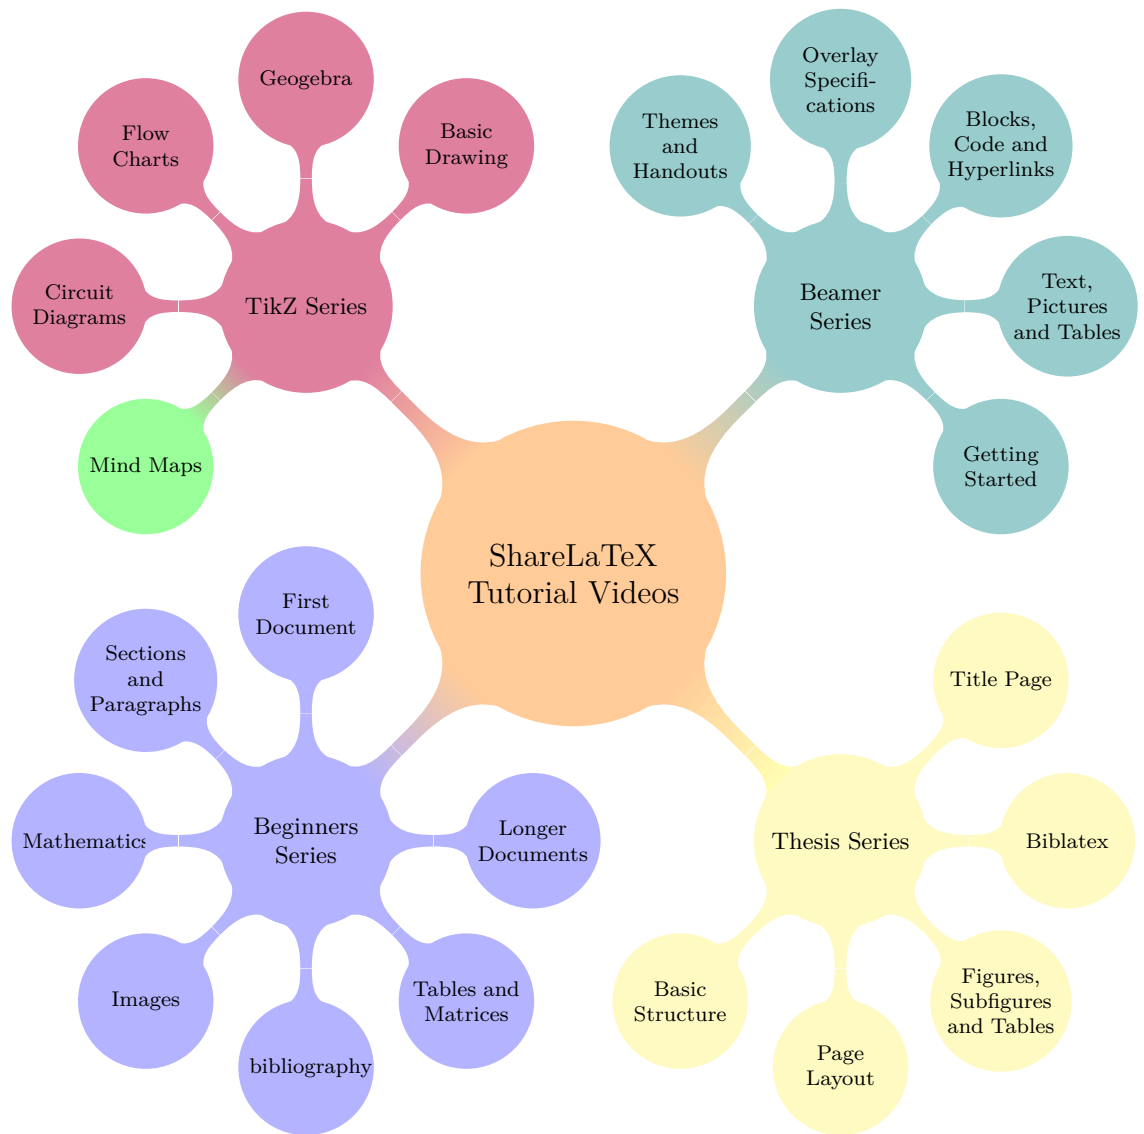 Geogebra
Flow
Charts
Basic
Drawing
Circuit
Diagrams
TikZ Series
Mind Maps
Overlay
Specifi-
cations
Themes
and
Handouts
Blocks,
Code and
Hyperlinks
Beamer
Series
Text,
Pictures
and Tables
Getting
Started
ShareLaTeX
Tutorial Videos
First
Document
Sections
and
Paragraphs
Mathematics
Beginners
Series
Longer
Documents
Images
bibliography
Tables and
Matrices
Title Page
Thesis Series
Biblatex
Basic
Structure
Page
Layout
Figures,
Subfigures
and Tables